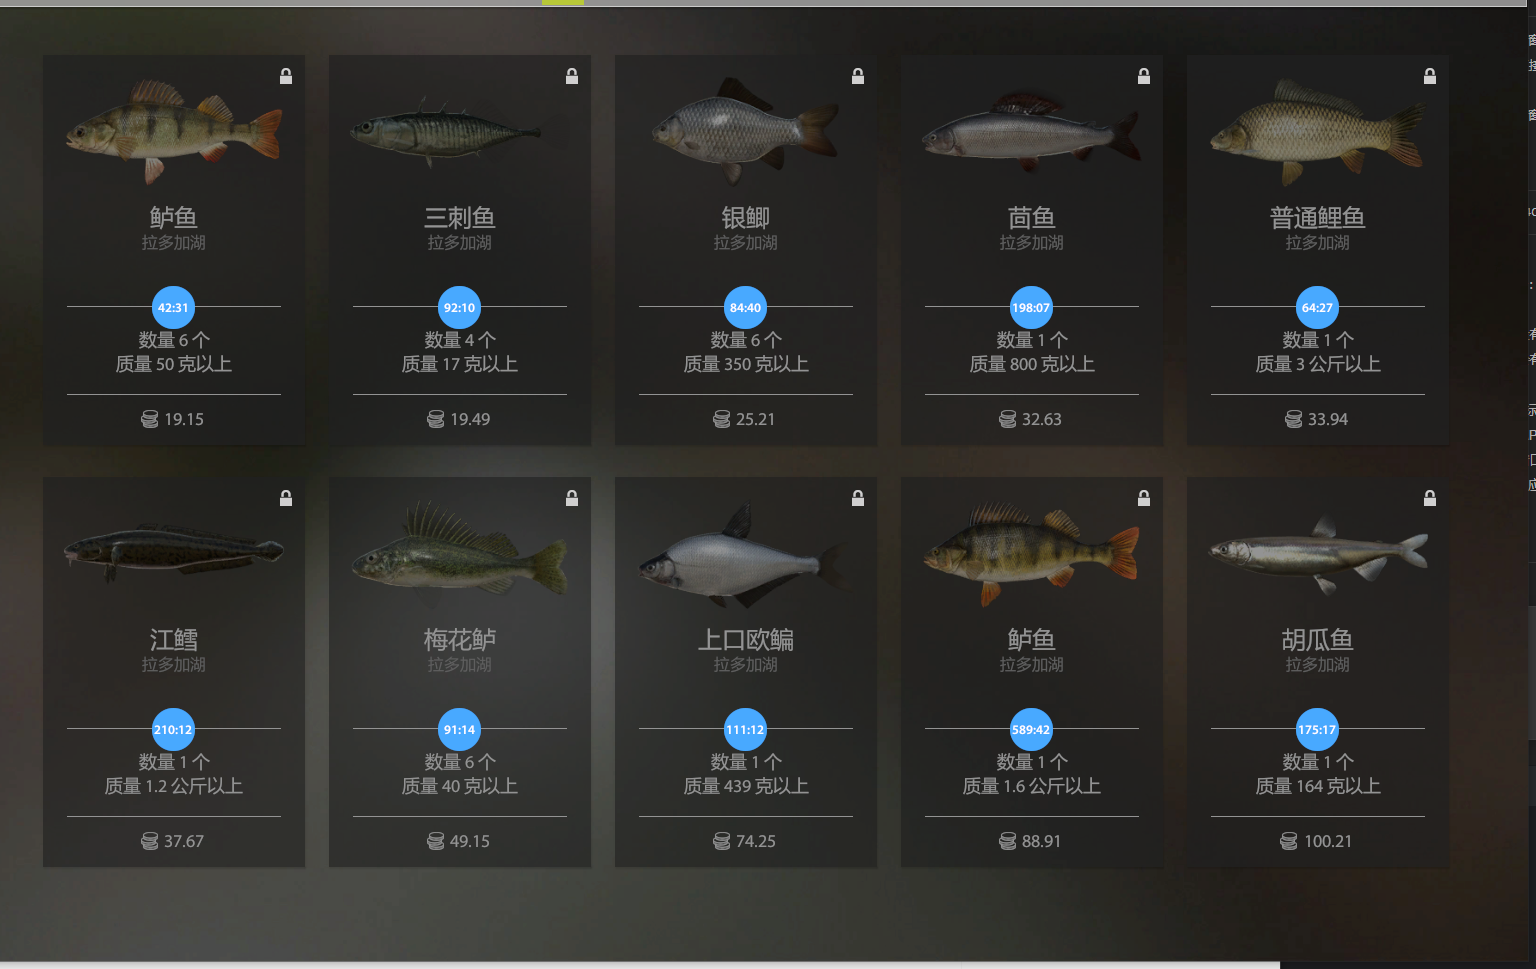 鲈鱼
拉多加湖
42:31
数量 6 个
质量 50 克以上
19.15
三刺鱼
拉多加湖
92:10
数量 4 个
质量 17 克以上
19.49
银鲫
拉多加湖
84:40
数量 6 个
质量 350 克以上
25.21
茴鱼
拉多加湖
198:07
数量 1 个
质量 800 克以上
32.63
普通鲤鱼
拉多加湖
64:27
数量 1 个
质量 3 公斤以上
33.94
江鳕
拉多加湖
210:12
数量 1 个
质量 1.2 公斤以上
37.67
梅花鲈
拉多加湖
91:14
数量 6 个
质量 40 克以上
49.15
上口欧鳊
拉多加湖
111:12
数量 1 个
质量 439 克以上
74.25
鲈鱼
拉多加湖
589:42
数量 1 个
质量 1.6 公斤以上
88.91
胡瓜鱼
拉多加湖
175:17
数量 1 个
质量 164 克以上
100.21